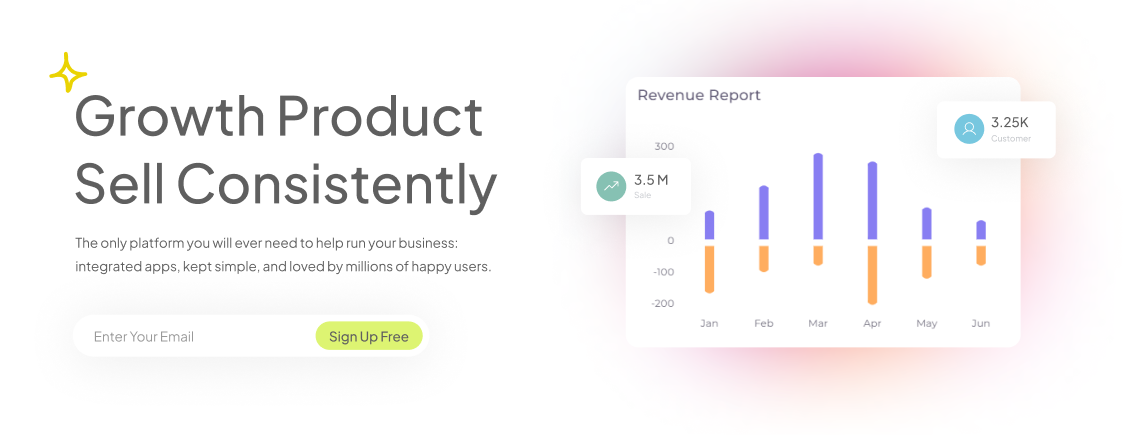 Growth Product
Sell Consistently
The only platform you will ever need to help run your business:
integrated apps, kept simple, and loved by millions of happy users.
Enter Your Email
Sign Up Free
Revenue Report
3.25K
Customer
3.5 M
Sale
300
0
-100
-200
Jan Feb Mar Apr May Jun